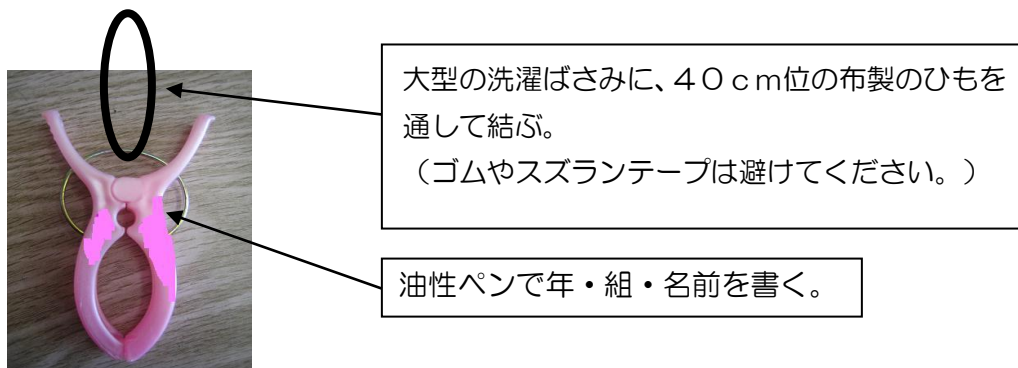 大型の洗濯ばさみに、４０ｃｍ位の布製のひもを
通して結ぶ。
（ゴムやスズランテープは避けてください。）
油性ペンで年・組・名前を書く。